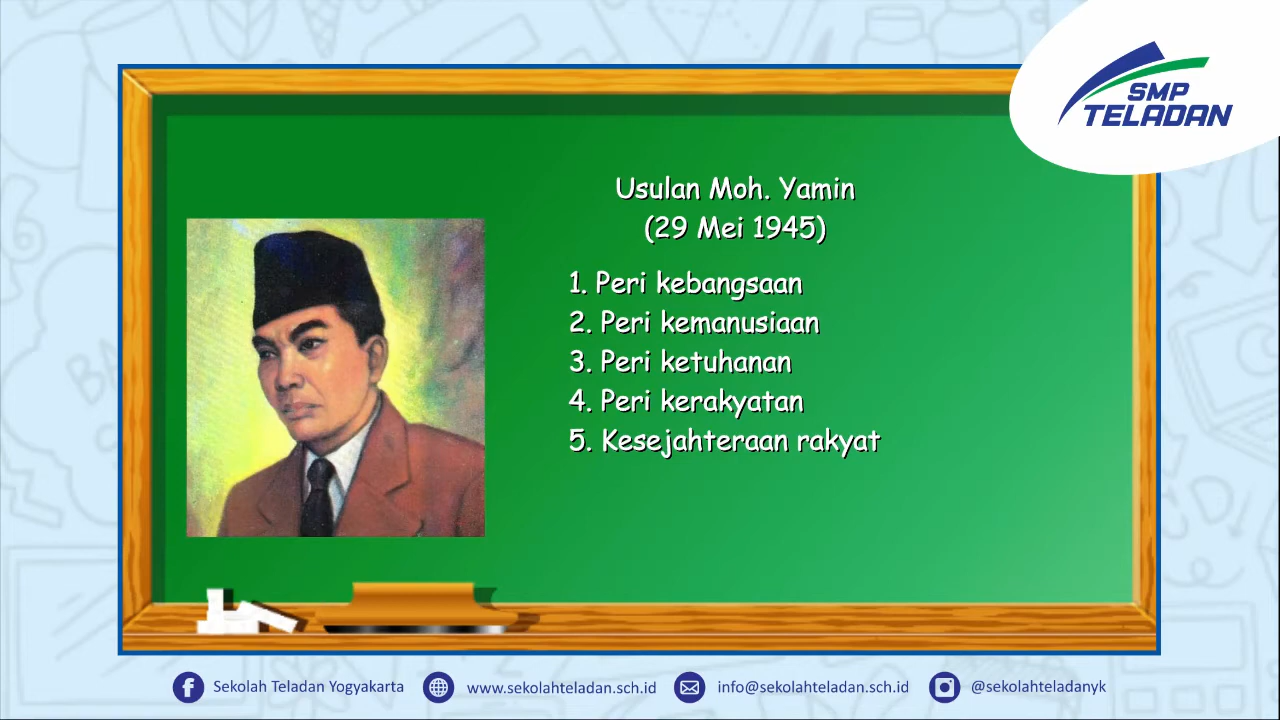 SMP
TELADAN
Usulan Moh. Yamin
(29 Mei 1945)
1. Peri kebangsaan
2. Peri kemanusiaan
3. Peri ketuhanan
4. Peri kerakyatan
5. Kesejahteraan rakyat
Sekolah Teladan Yogyakarta
www.sekolahteladan.sch.id
info@sekolahteladan.sch.id
@sekolahteladanyk